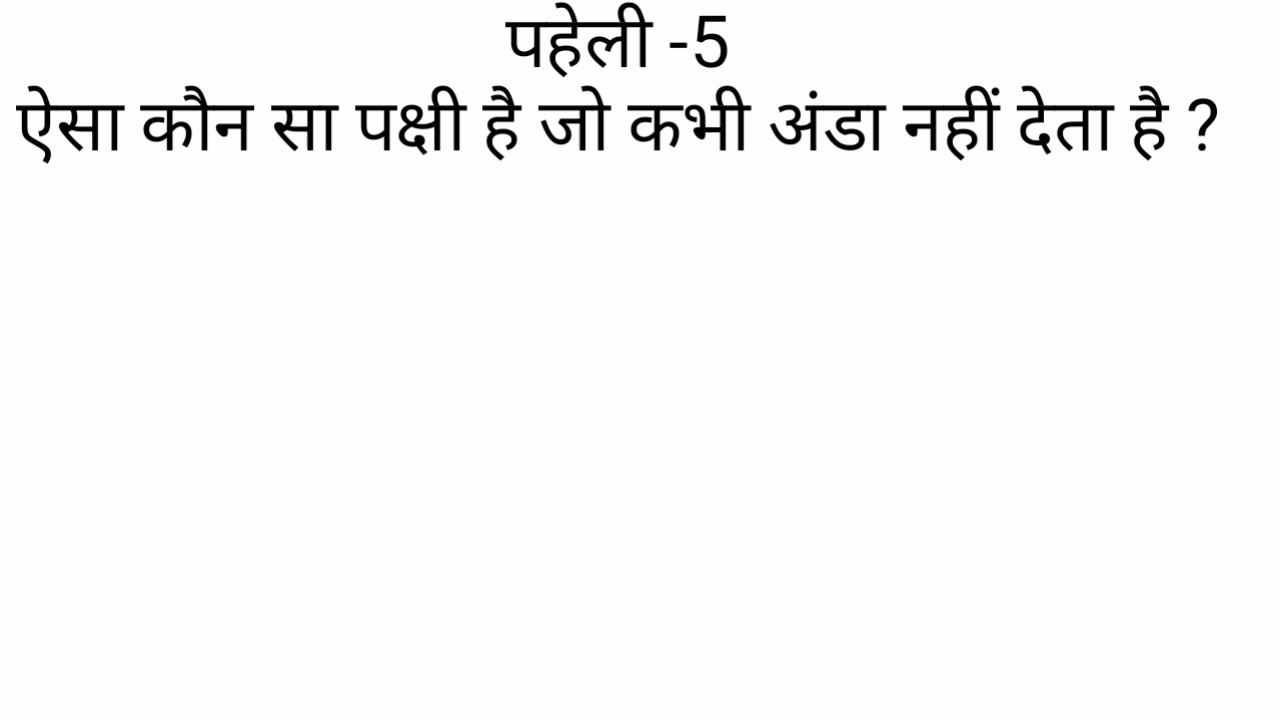 पहेली -5
ऐसा कौन सा पक्षी है जो कभी अंडा नहीं देता है ?